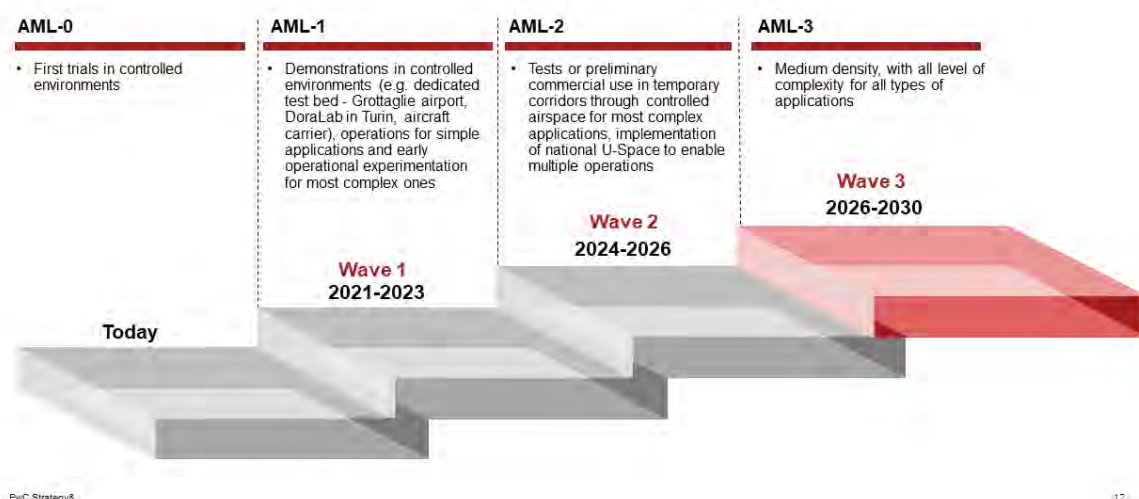 AML-0
• First trials in controlled
environments
AML-1
• Demonstrations in controlled
environments (e.g. dedicated
test bed - Grottaglie airport,
DoraLab in Turin, aircraft
carrier), operations for simple
applications and early
operational experimentation
for most complex ones
AML-2
• Tests or preliminary
commercial use in temporary
corridors through controlled
airspace for most complex
applications, implementation
of national U-Space to enable
multiple operations
AML-3
• Medium density, with all level of
complexity for all types of
applications
Today
Wave 1
2021-2023
Wave 2
2024-2026
Wave 3
2026-2030
PwC Strategy&